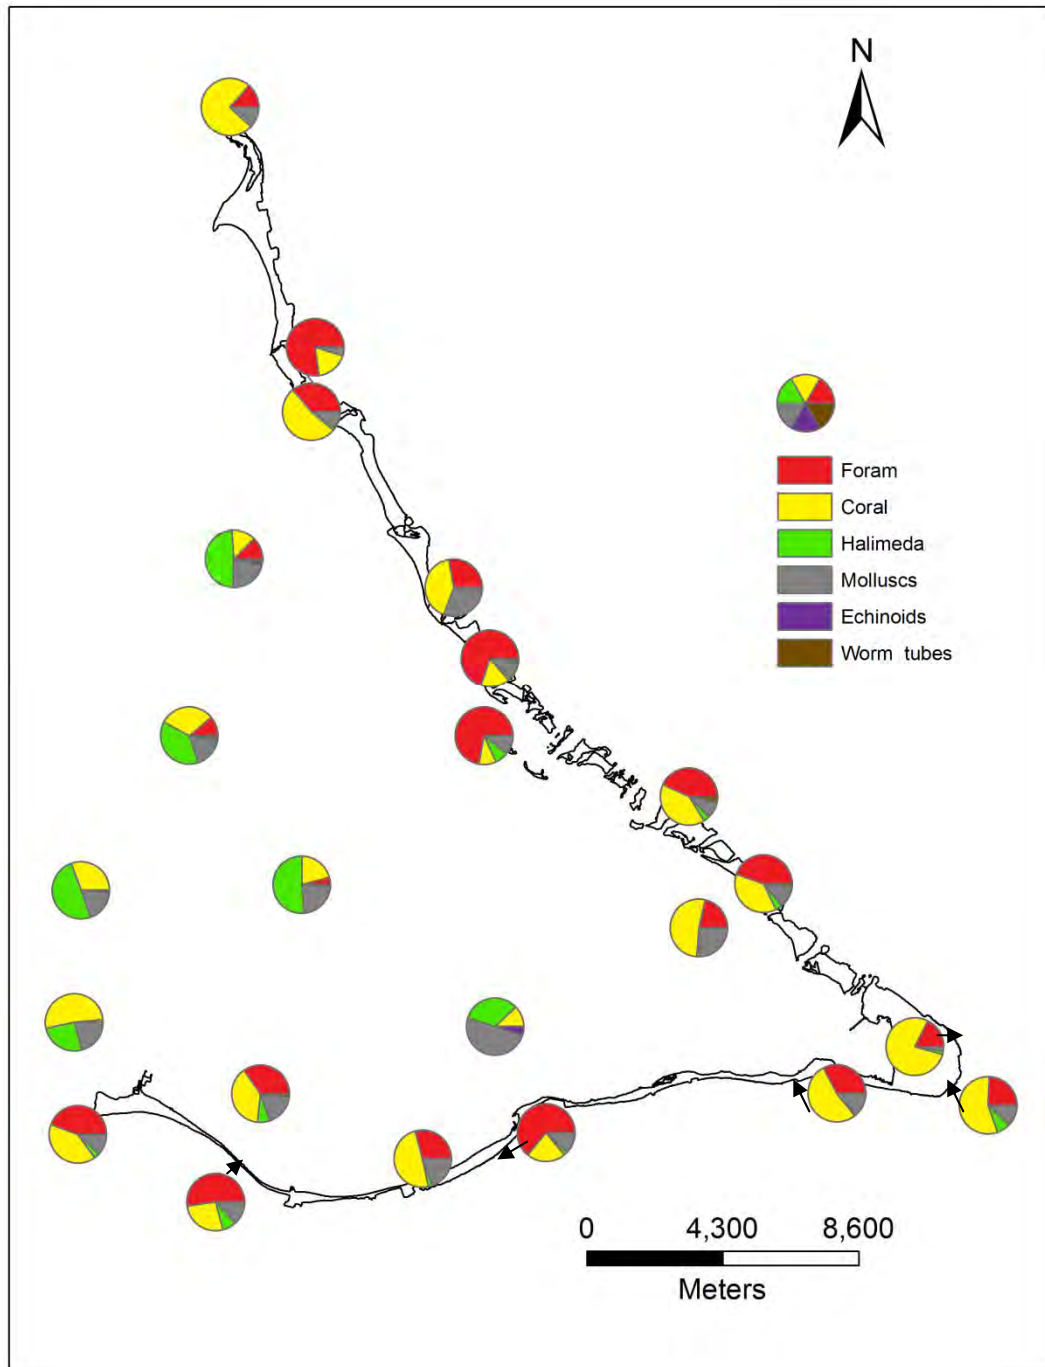 N
Foram
Coral
Halimeda
Molluscs
Echinoids
Worm tubes
0 4,300 8,600
Meters